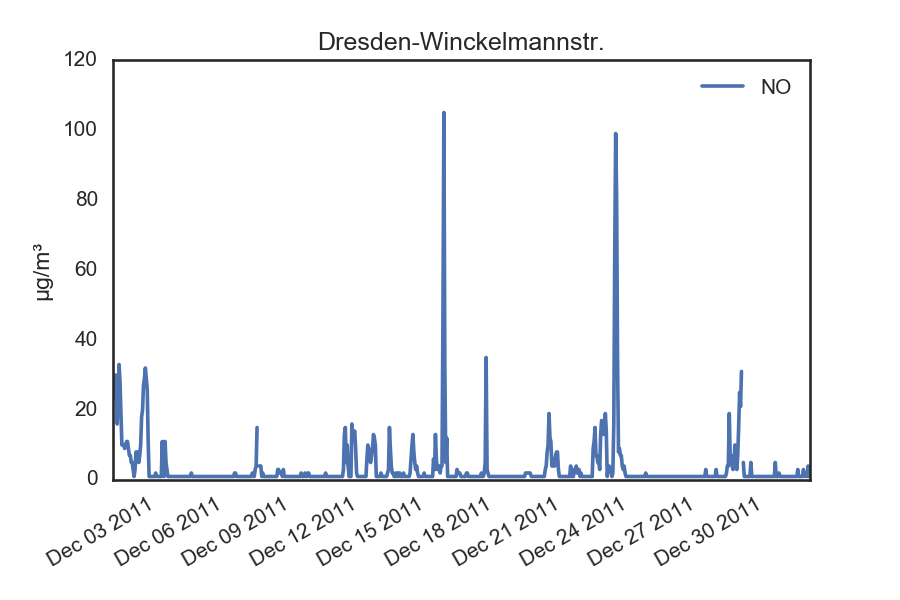 Dresden-Winckelmannstr.
120
NO
100
80
µg/m³
60
40
20
0
Dec 03 2011
Dec 06 2011
Dec 09 2011
Dec 12 2011
Dec 15 2011
Dec 18 2011
Dec 21 2011
Dec 24 2011
Dec 27 2011
Dec 30 2011